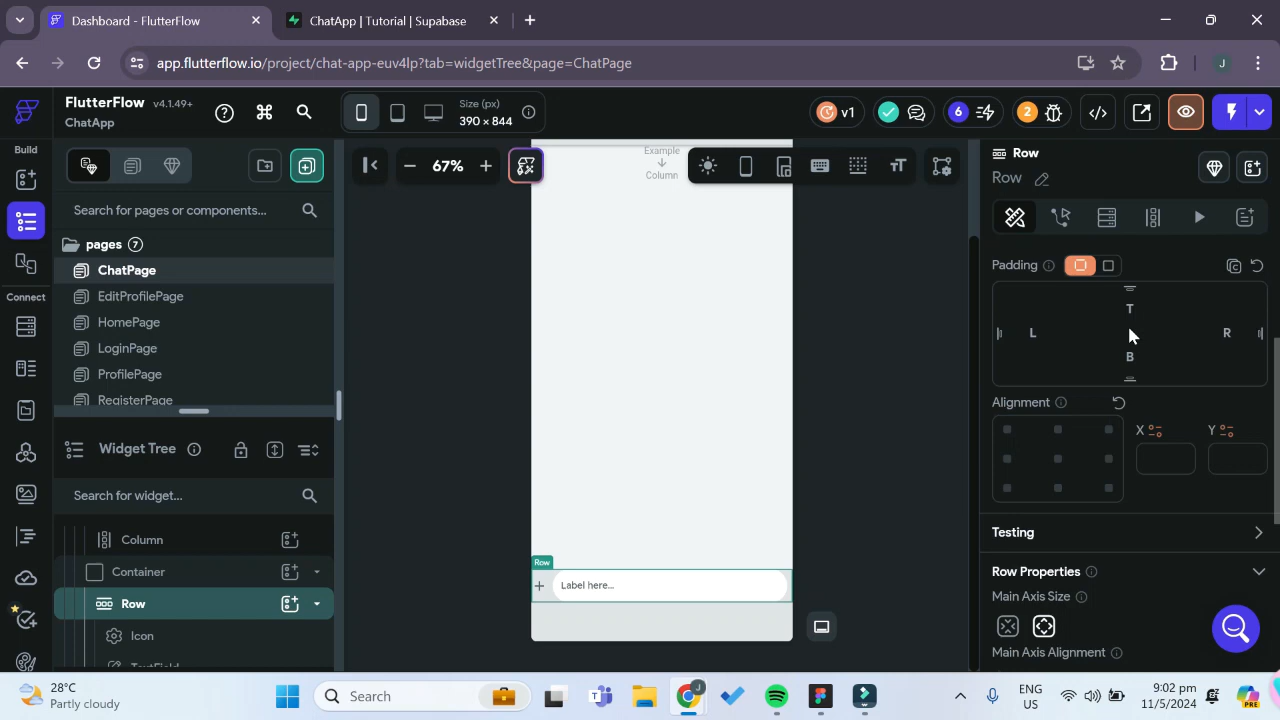 Dashboard - FlutterFlow
ChatApp | Tutorial | Supabase
app.flutterflow.io/project/chat-app-euv4lp?tab=widgetTree&page=ChatPage
J
FlutterFlow v4.1.49+
ChatApp
Size (px)
390 × 844
v1
6
2
Build
Connect
67%
Example
↓
Column
Search for pages or components...
pages (7)
ChatPage
EditProfilePage
HomePage
LoginPage
ProfilePage
RegisterPage
Widget Tree
Search for widget...
Column
Container
Row
Icon
TextField
Row
+ Label here...
Row
Row
Padding
T
L
R
B
Alignment
X
Y
Testing
Row Properties
Main Axis Size
Main Axis Alignment
28°C
Partly cloudy
Search
J
ENG
US
9:02 pm
11/5/2024
PRE